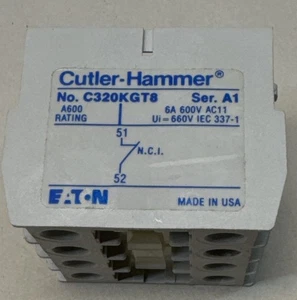 Cutler-Hammer®
No. C320KGT8 Ser. A1
A600 6A 600V AC11
RATING Ui=660V IEC 337-1
51
N.C.I.
52
EATON
MADE IN USA